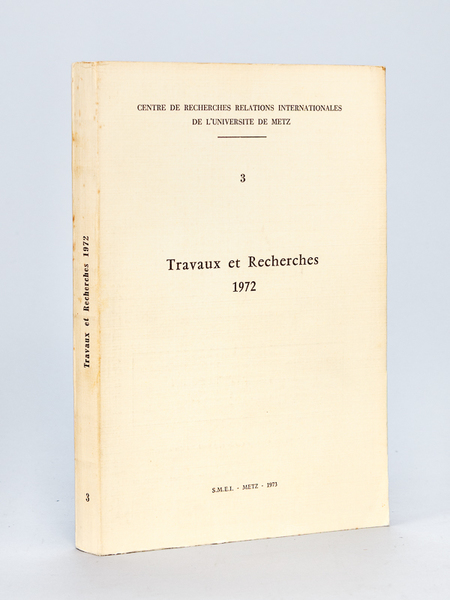 CENTRE DE RECHERCHES RELATIONS INTERNATIONALES
DE L'UNIVERSITE DE METZ
3
Travaux et Recherches
1972
S.M.E.I. - METZ - 1973
Travaux et Recherches 1972
3